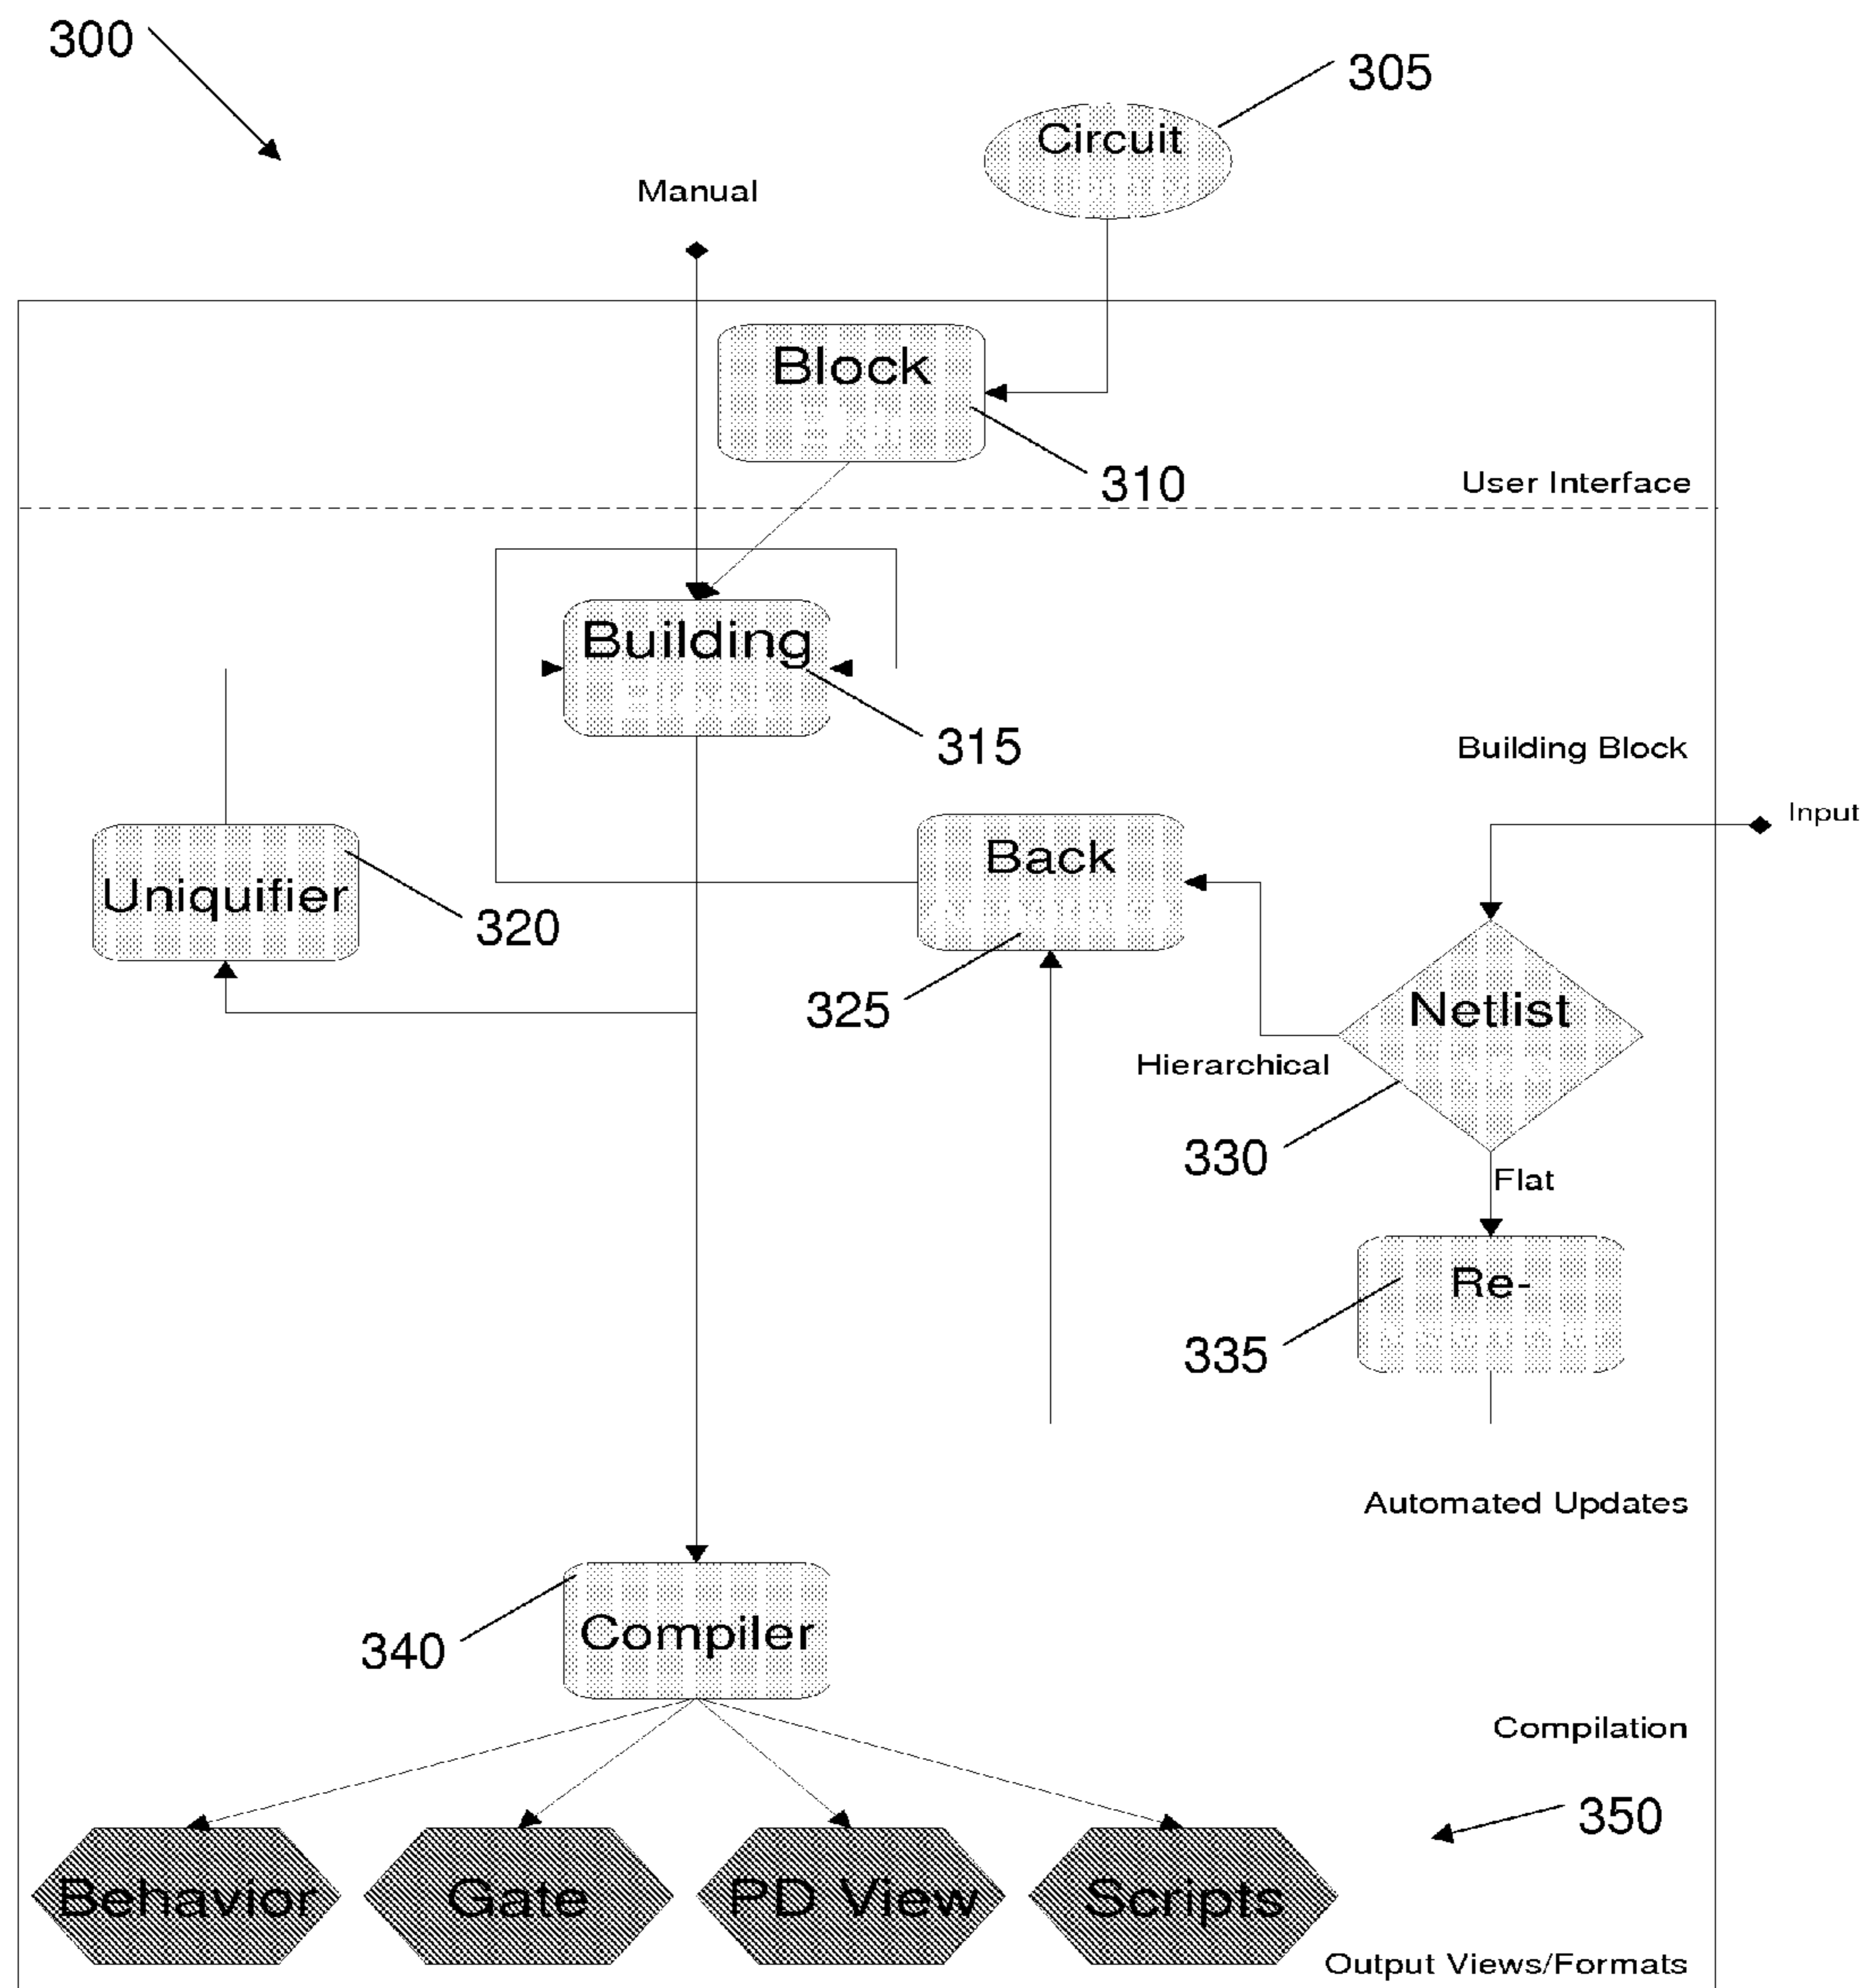 300
305
Circuit
Manual
Block
310
User Interface
Building
315
Building Block
Input
Back
Uniquifier
320
325
Netlist
Hierarchical
330
Flat
Re-
335
Automated Updates
340
Compiler
Compilation
350
Behavior
Gate
PD View
Scripts
Output Views/Formats